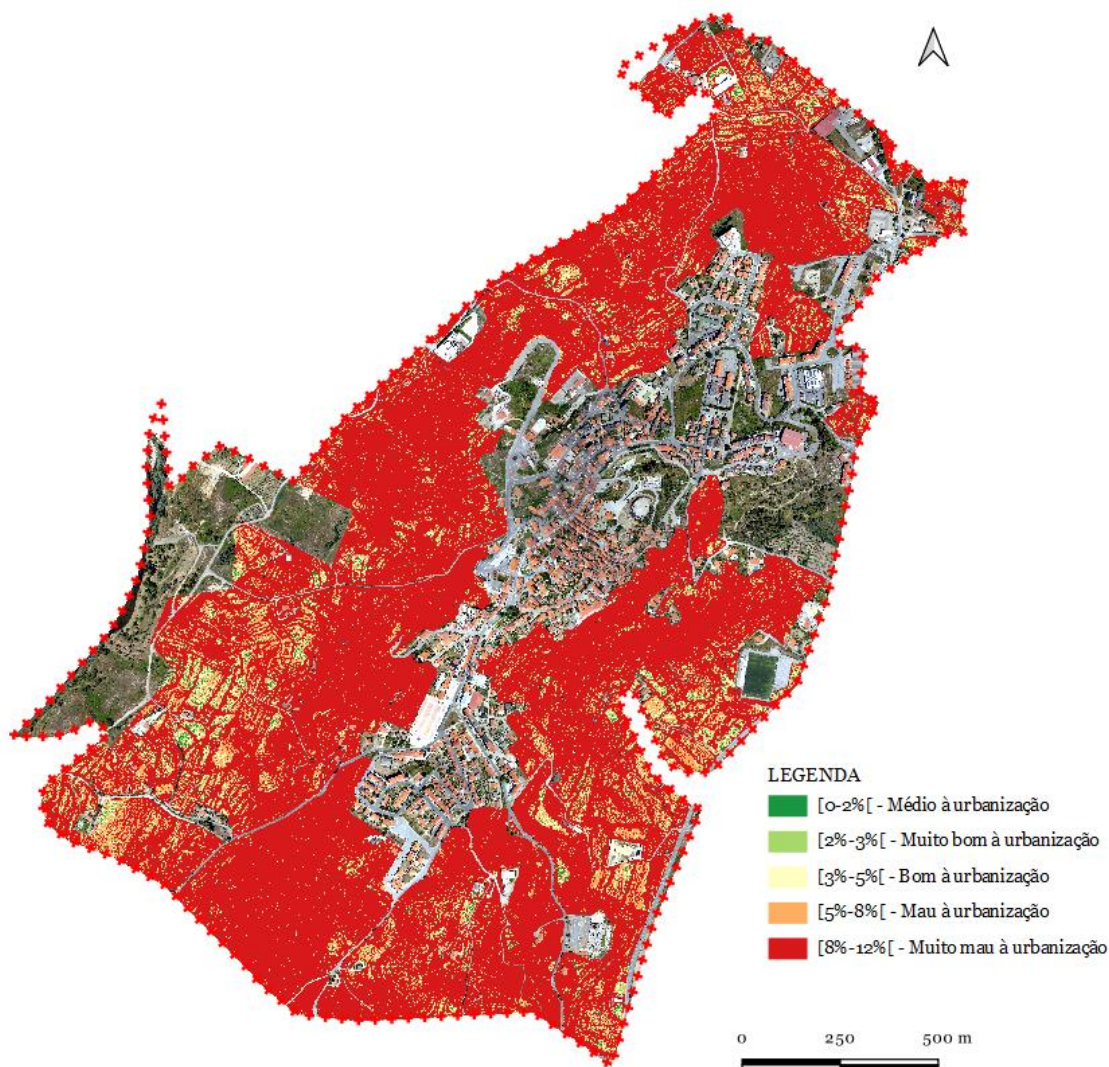 LEGENDA
[0-2%[ - Médio à urbanização
[2%-3%[ - Muito bom à urbanização
[3%-5%[ - Bom à urbanização
[5%-8%[ - Mau à urbanização
[8%-12%[ - Muito mau à urbanização
0 250 500 m